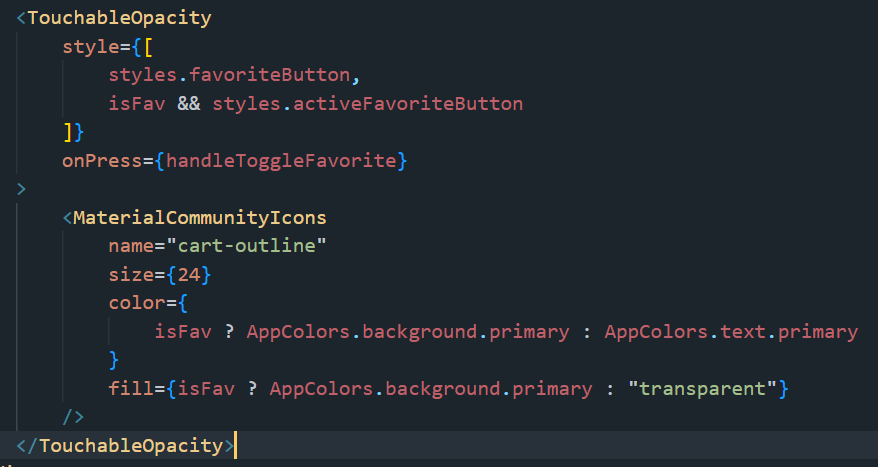 <TouchableOpacity
style={[
styles.favoriteButton,
isFav && styles.activeFavoriteButton
]}
onPress={handleToggleFavorite}
>
<MaterialCommunityIcons
name="cart-outline"
size={24}
color={
isFav ? AppColors.background.primary : AppColors.text.primary
}
fill={isFav ? AppColors.background.primary : "transparent"}
/>
</TouchableOpacity>